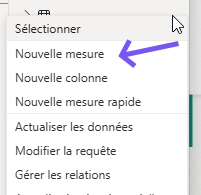 Sélectionner
Nouvelle mesure
Nouvelle colonne
Nouvelle mesure rapide
Actualiser les données
Modifier la requête
Gérer les relations